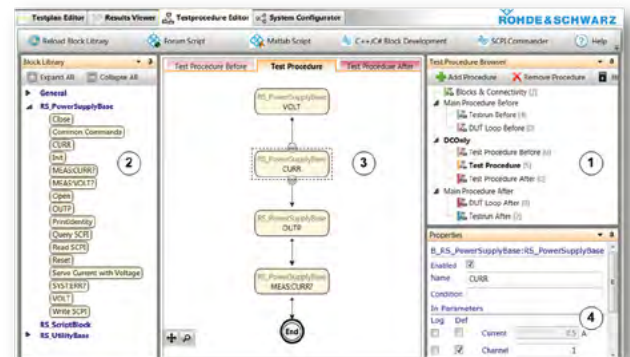 Testplan Editor
Results Viewer
Testprocedure Editor
System Configurator
ROHDE&SCHWARZ
Reload Block Library
Forum Script
Matlab Script
C++/C# Block Development
SCPI Commander
Help
Block Library
Expand All
Collapse All
General
RS_PowerSupplyBase
Close
Common Commands
CURR
Init
MEAS:CURR?
MEAS:VOLT?
Open
OUTP
PrintIdentity
Query SCPI
Read SCPI
Reset
Serve Current with Voltage
SYST:ERR?
VOLT
Write SCPI
RS_ScriptBlock
RS_UtilityBase
2
Test Procedure Before
Test Procedure
Test Procedure After
RS_PowerSupplyBase
VOLT
RS_PowerSupplyBase
CURR
3
RS_PowerSupplyBase
OUTP
RS_PowerSupplyBase
MEAS:CURR?
End
Test Procedure Browser
Add Procedure
Remove Procedure
Blocks & Connectivity
Main Procedure Before
Testrun Before
DUT Loop Before
DCOnly
Test Procedure Before
Test Procedure
Test Procedure After
Main Procedure After
DUT Loop After
Testrun After
1
Properties
B_RS_PowerSupplyBase:RS_PowerSupplyBase
Enabled
Name CURR
Condition
In Parameters
Log Def
Current 0.5 A
Channel 1
4